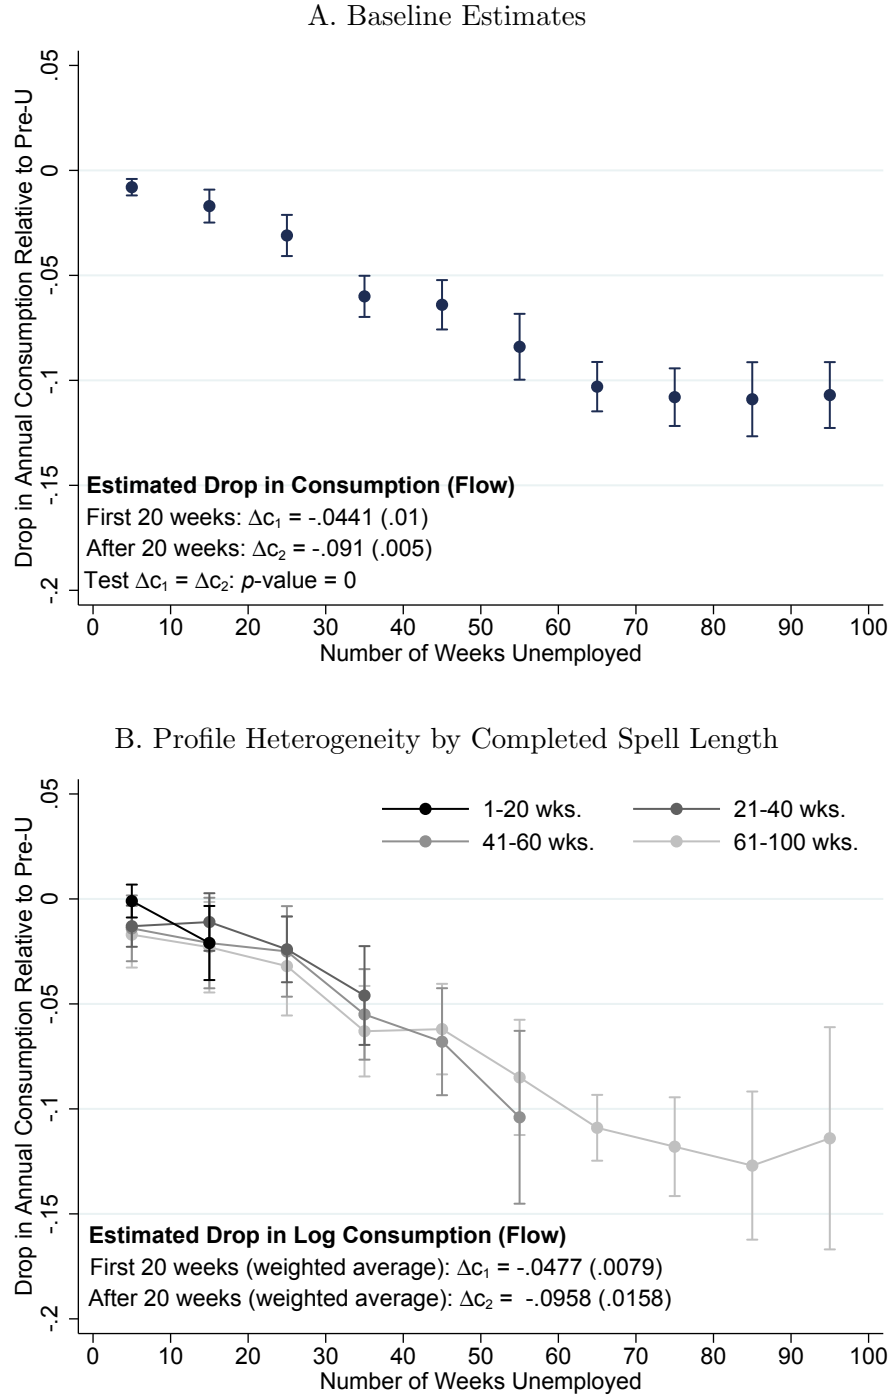 A. Baseline Estimates
Drop in Annual Consumption Relative to Pre-U
.05
0
-.05
-.1
-.15
-.2
Estimated Drop in Consumption (Flow)
First 20 weeks: Δc₁ = -.0441 (.01)
After 20 weeks: Δc₂ = -.091 (.005)
Test Δc₁ = Δc₂: p-value = 0
0 10 20 30 40 50 60 70 80 90 100
Number of Weeks Unemployed
B. Profile Heterogeneity by Completed Spell Length
Drop in Annual Consumption Relative to Pre-U
.05
0
-.05
-.1
-.15
-.2
1-20 wks. 21-40 wks.
41-60 wks. 61-100 wks.
Estimated Drop in Log Consumption (Flow)
First 20 weeks (weighted average): Δc₁ = -.0477 (.0079)
After 20 weeks (weighted average): Δc₂ = -.0958 (.0158)
0 10 20 30 40 50 60 70 80 90 100
Number of Weeks Unemployed